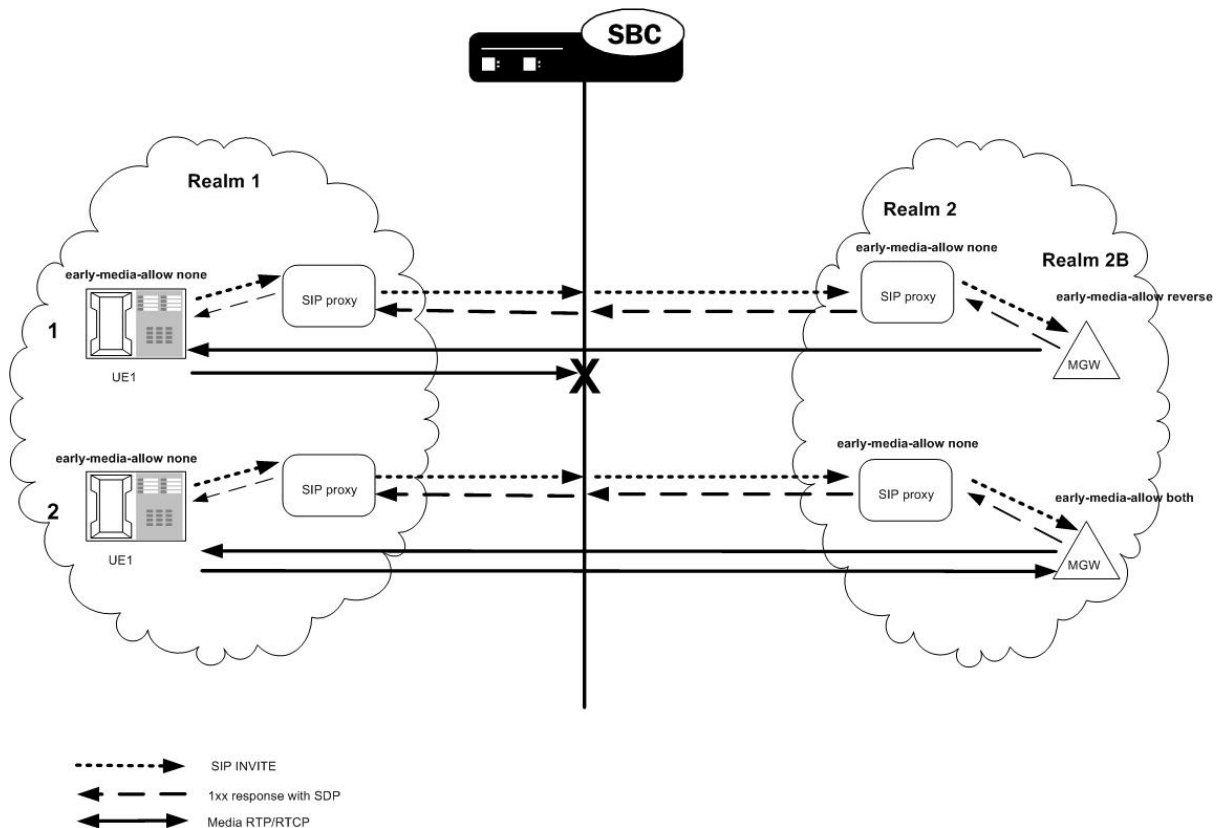 SBC
Realm 1
Realm 2
early-media-allow none
Realm 2B
early-media-allow none
SIP proxy
SIP proxy
early-media-allow reverse
1
UE1
MGW
X
early-media-allow none
early-media-allow none
SIP proxy
SIP proxy
early-media-allow both
2
UE1
MGW
SIP INVITE
1xx response with SDP
Media RTP/RTCP